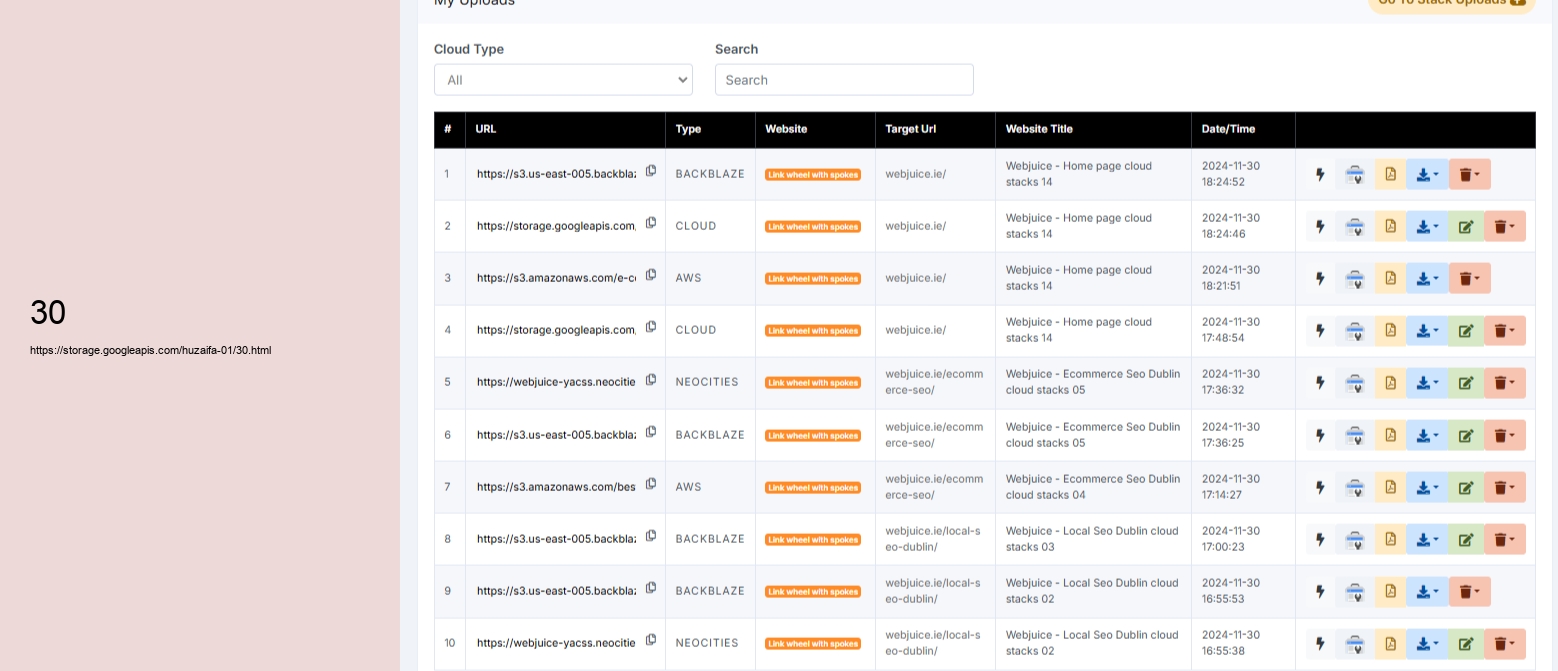 30
https://storage.googleapis.com/huzaifa-01/30.html
My Uploads
Go To Stack Uploads
Cloud Type
Search
All
Search
# URL Type Website Target Url Website Title Date/Time
1 https://s3.us-east-005.backbla: BACKBLAZE Link wheel with spokes webjuice.ie/ Webjuice - Home page cloud 2024-11-30
stacks 14 18:24:52
2 https://storage.googleapis.com, CLOUD Link wheel with spokes webjuice.ie/ Webjuice - Home page cloud 2024-11-30
stacks 14 18:24:46
3 https://s3.amazonaws.com/e-c AWS Link wheel with spokes webjuice.ie/ Webjuice - Home page cloud 2024-11-30
stacks 14 18:21:51
4 https://storage.googleapis.com, CLOUD Link wheel with spokes webjuice.ie/ Webjuice - Home page cloud 2024-11-30
stacks 14 17:48:54
5 https://webjuice-yacss.neocitie NEOCITIES Link wheel with spokes webjuice.ie/ecomm Webjuice - Ecommerce Seo Dublin 2024-11-30
erce-seo/ cloud stacks 05 17:36:32
6 https://s3.us-east-005.backbla: BACKBLAZE Link wheel with spokes webjuice.ie/ecomm Webjuice - Ecommerce Seo Dublin 2024-11-30
erce-seo/ cloud stacks 05 17:36:25
7 https://s3.amazonaws.com/bes AWS Link wheel with spokes webjuice.ie/ecomm Webjuice - Ecommerce Seo Dublin 2024-11-30
erce-seo/ cloud stacks 04 17:14:27
8 https://s3.us-east-005.backbla: BACKBLAZE Link wheel with spokes webjuice.ie/local-s Webjuice - Local Seo Dublin cloud 2024-11-30
eo-dublin/ stacks 03 17:00:23
9 https://s3.us-east-005.backbla: BACKBLAZE Link wheel with spokes webjuice.ie/local-s Webjuice - Local Seo Dublin cloud 2024-11-30
eo-dublin/ stacks 02 16:55:53
10 https://webjuice-yacss.neocitie NEOCITIES Link wheel with spokes webjuice.ie/local-s Webjuice - Local Seo Dublin cloud 2024-11-30
eo-dublin/ stacks 02 16:55:38